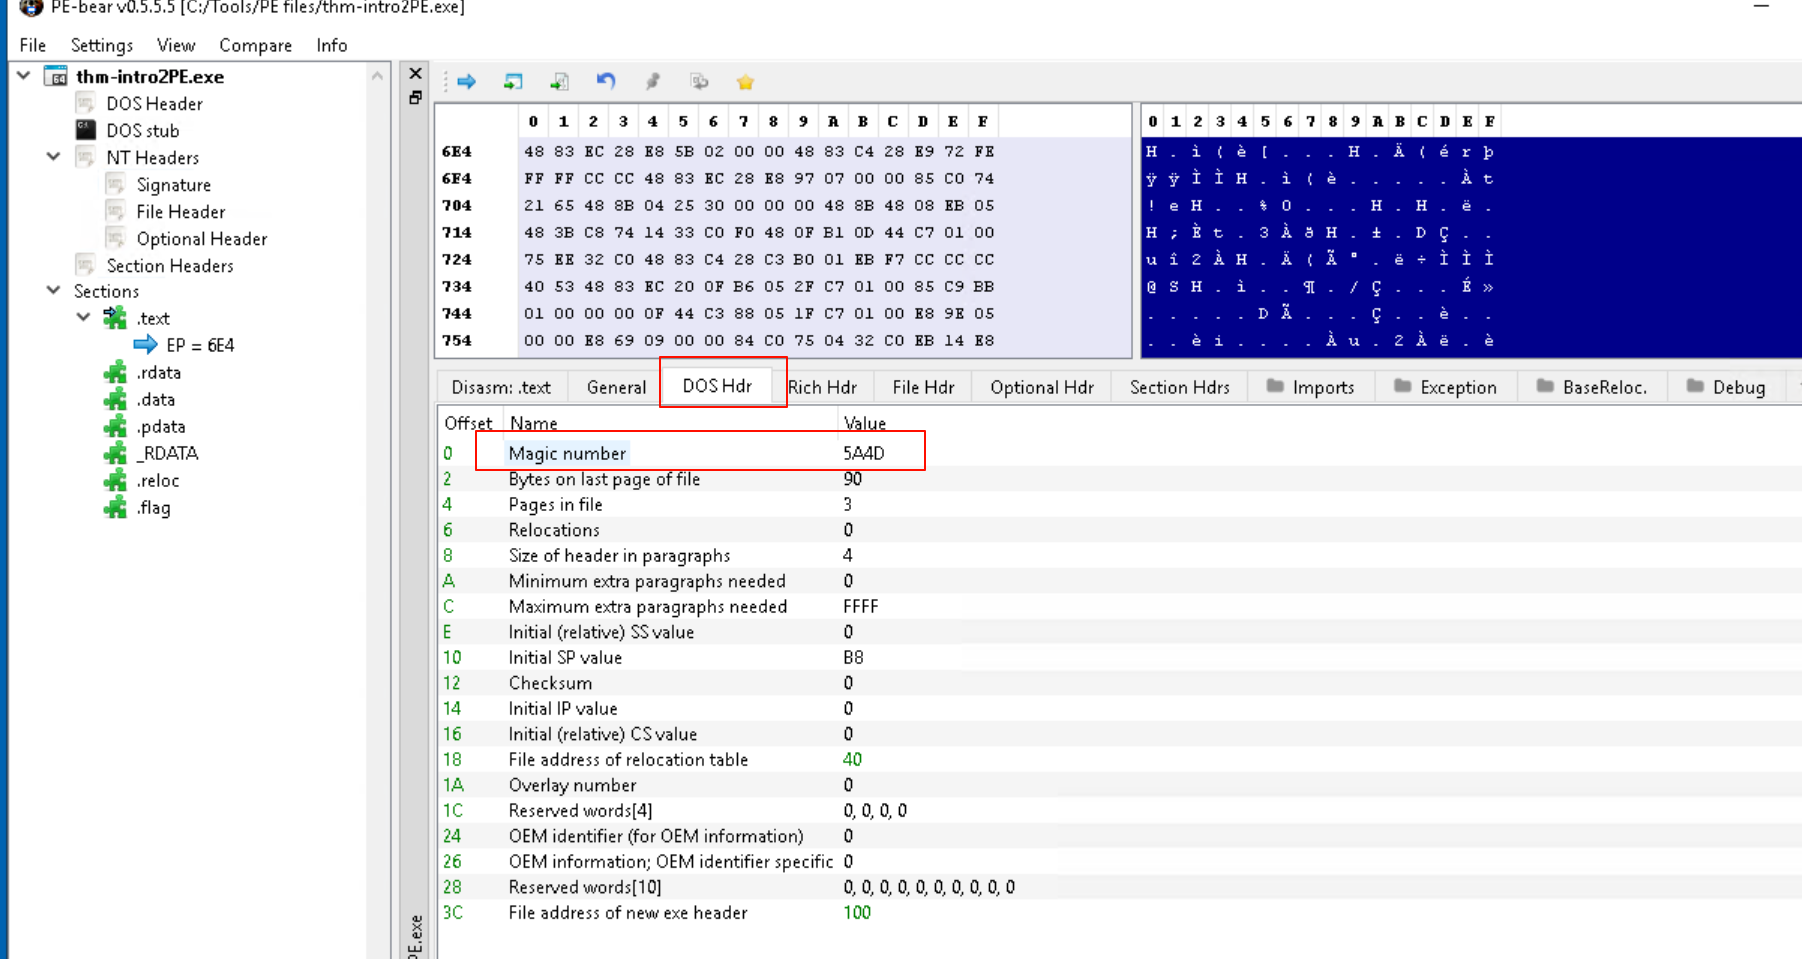 PE-bear v0.5.5.5 [C:/Tools/PE files/thm-intro2PE.exe]
File Settings View Compare Info
thm-intro2PE.exe
DOS Header
DOS stub
NT Headers
Signature
File Header
Optional Header
Section Headers
Sections
.text
EP = 6E4
.rdata
.data
.pdata
_RDATA
.reloc
.flag
PE.exe
0 1 2 3 4 5 6 7 8 9 A B C D E F
6E4 48 83 EC 28 E8 5B 02 00 00 48 83 C4 28 E9 72 FE
6F4 FF FF CC CC 48 83 EC 28 E8 97 07 00 00 85 C0 74
704 21 65 48 8B 04 25 30 00 00 00 00 48 8B 48 08 EB 05
714 48 3B C8 74 14 33 C0 F0 48 0F B1 0D 44 C7 01 00
724 75 EE 32 C0 48 83 C4 28 C3 B0 01 EB F7 CC CC CC
734 40 53 48 83 EC 20 0F B6 05 2F C7 01 00 85 C9 BB
744 01 00 00 00 0F 44 C3 88 05 1F C7 01 00 E8 9E 05
754 00 00 E8 69 09 00 00 84 C0 75 04 32 C0 EB 14 E8
0 1 2 3 4 5 6 7 8 9 A B C D E F
H . ì ( è [ . . . H . Ä ( é r þ
ÿ ÿ Ì Ì H . ì ( è . . . . . À t
! e H . . % 0 . . . H . H . ë .
H ; È t . 3 À ð H . ± . D Ç . .
u î 2 À H . Ä ( Ã ° . ë ÷ Ì Ì Ì
@ S H . ì . . ¶ . / Ç . . . É »
. . . . . D Ã . . . Ç . . è . .
. . è i . . . . À u . 2 À ë . è
Disasm: .text General DOS Hdr Rich Hdr File Hdr Optional Hdr Section Hdrs Imports Exception BaseReloc. Debug
Offset Name Value
0 Magic number 5A4D
2 Bytes on last page of file 90
4 Pages in file 3
6 Relocations 0
8 Size of header in paragraphs 4
A Minimum extra paragraphs needed 0
C Maximum extra paragraphs needed FFFF
E Initial (relative) SS value 0
10 Initial SP value B8
12 Checksum 0
14 Initial IP value 0
16 Initial (relative) CS value 0
18 File address of relocation table 40
1A Overlay number 0
1C Reserved words[4] 0, 0, 0, 0
24 OEM identifier (for OEM information) 0
26 OEM information; OEM identifier specific 0
28 Reserved words[10] 0, 0, 0, 0, 0, 0, 0, 0, 0, 0
3C File address of new exe header 100